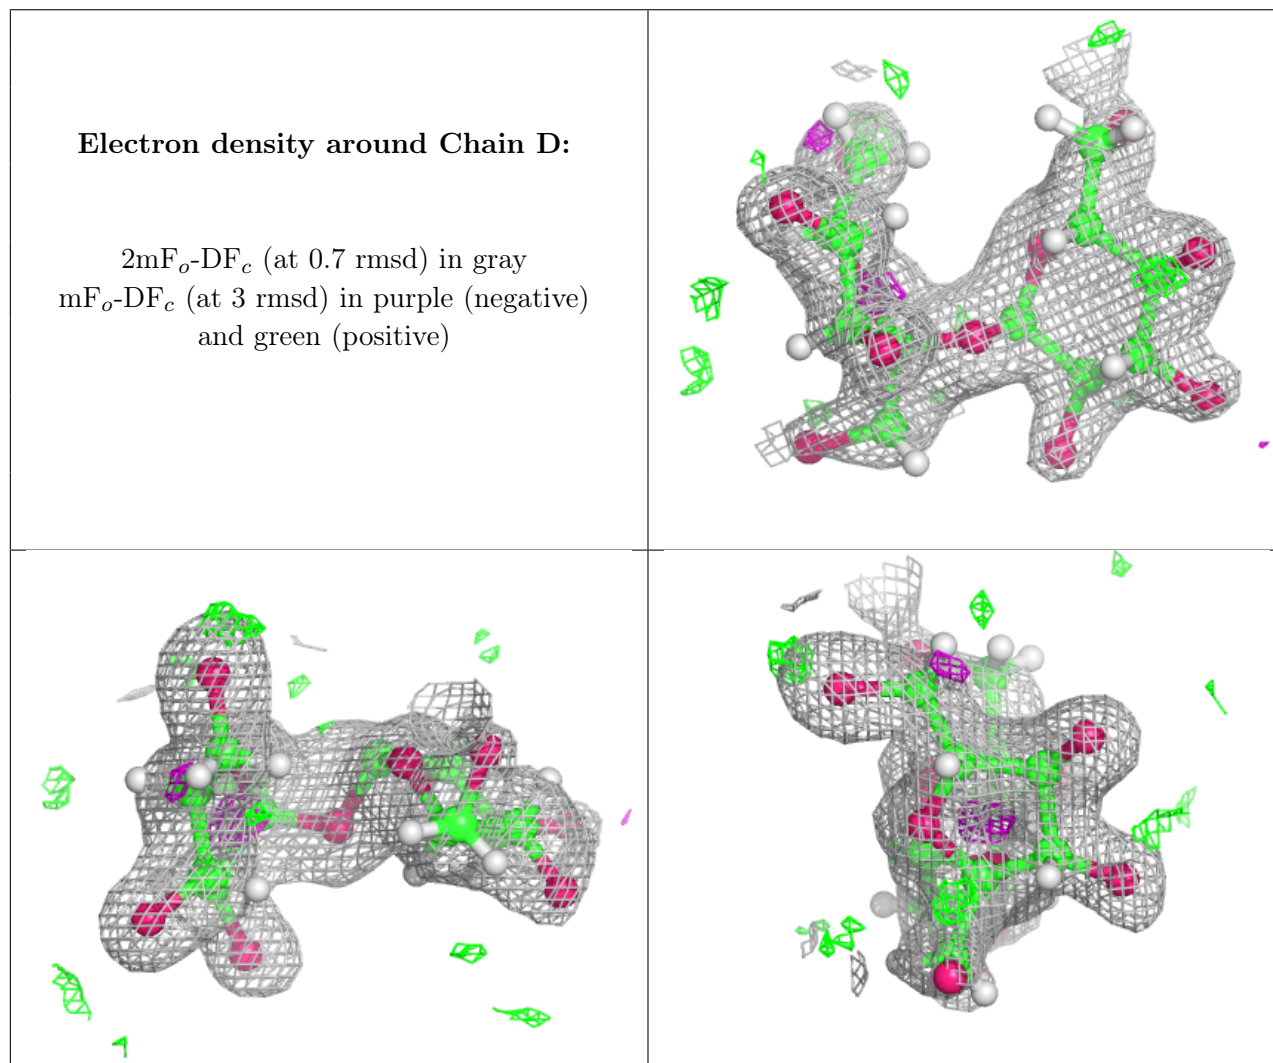 Electron density around Chain D:
2mFo-DFc (at 0.7 rmsd) in gray
mFo-DFc (at 3 rmsd) in purple (negative)
and green (positive)